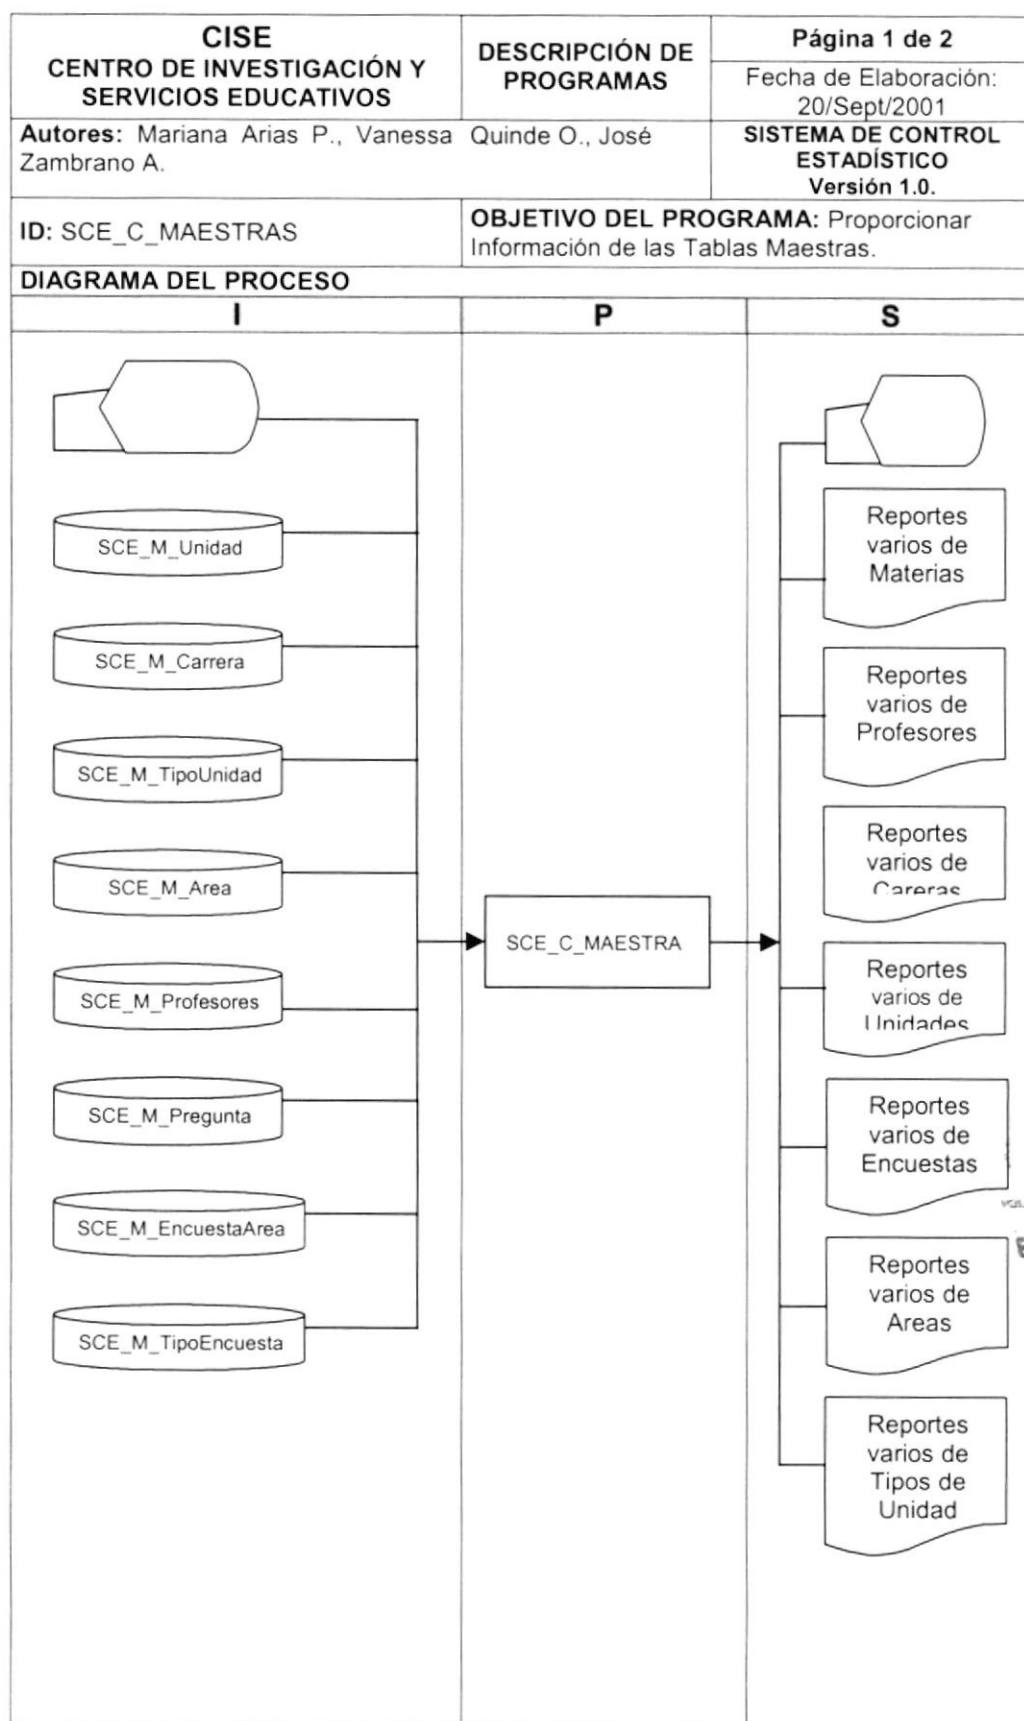 CISE
CENTRO DE INVESTIGACIÓN Y
SERVICIOS EDUCATIVOS
DESCRIPCIÓN DE
PROGRAMAS
Página 1 de 2
Fecha de Elaboración:
20/Sept/2001
Autores: Mariana Arias P., Vanessa Quinde O., José
Zambrano A.
SISTEMA DE CONTROL
ESTADÍSTICO
Versión 1.0.
ID: SCE_C_MAESTRAS
OBJETIVO DEL PROGRAMA: Proporcionar
Información de las Tablas Maestras.
DIAGRAMA DEL PROCESO
I
P
S
SCE_M_Unidad
SCE_M_Carrera
SCE_M_TipoUnidad
SCE_M_Area
SCE_M_Profesores
SCE_M_Pregunta
SCE_M_EncuestaArea
SCE_M_TipoEncuesta
SCE_C_MAESTRA
Reportes
varios de
Materias
Reportes
varios de
Profesores
Reportes
varios de
Careras
Reportes
varios de
Unidades
Reportes
varios de
Encuestas
Reportes
varios de
Areas
Reportes
varios de
Tipos de
Unidad